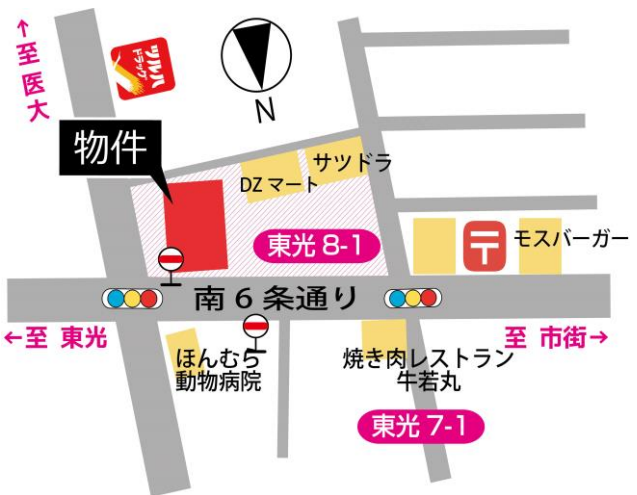 ↑至 医大
ツルハ
ドラッグ
N
物件
サツドラ
DZマート
東光 8-1
〒
モスバーガー
南6条通り
←至 東光
至 市街→
ほんむら
動物病院
焼き肉レストラン
牛若丸
東光 7-1